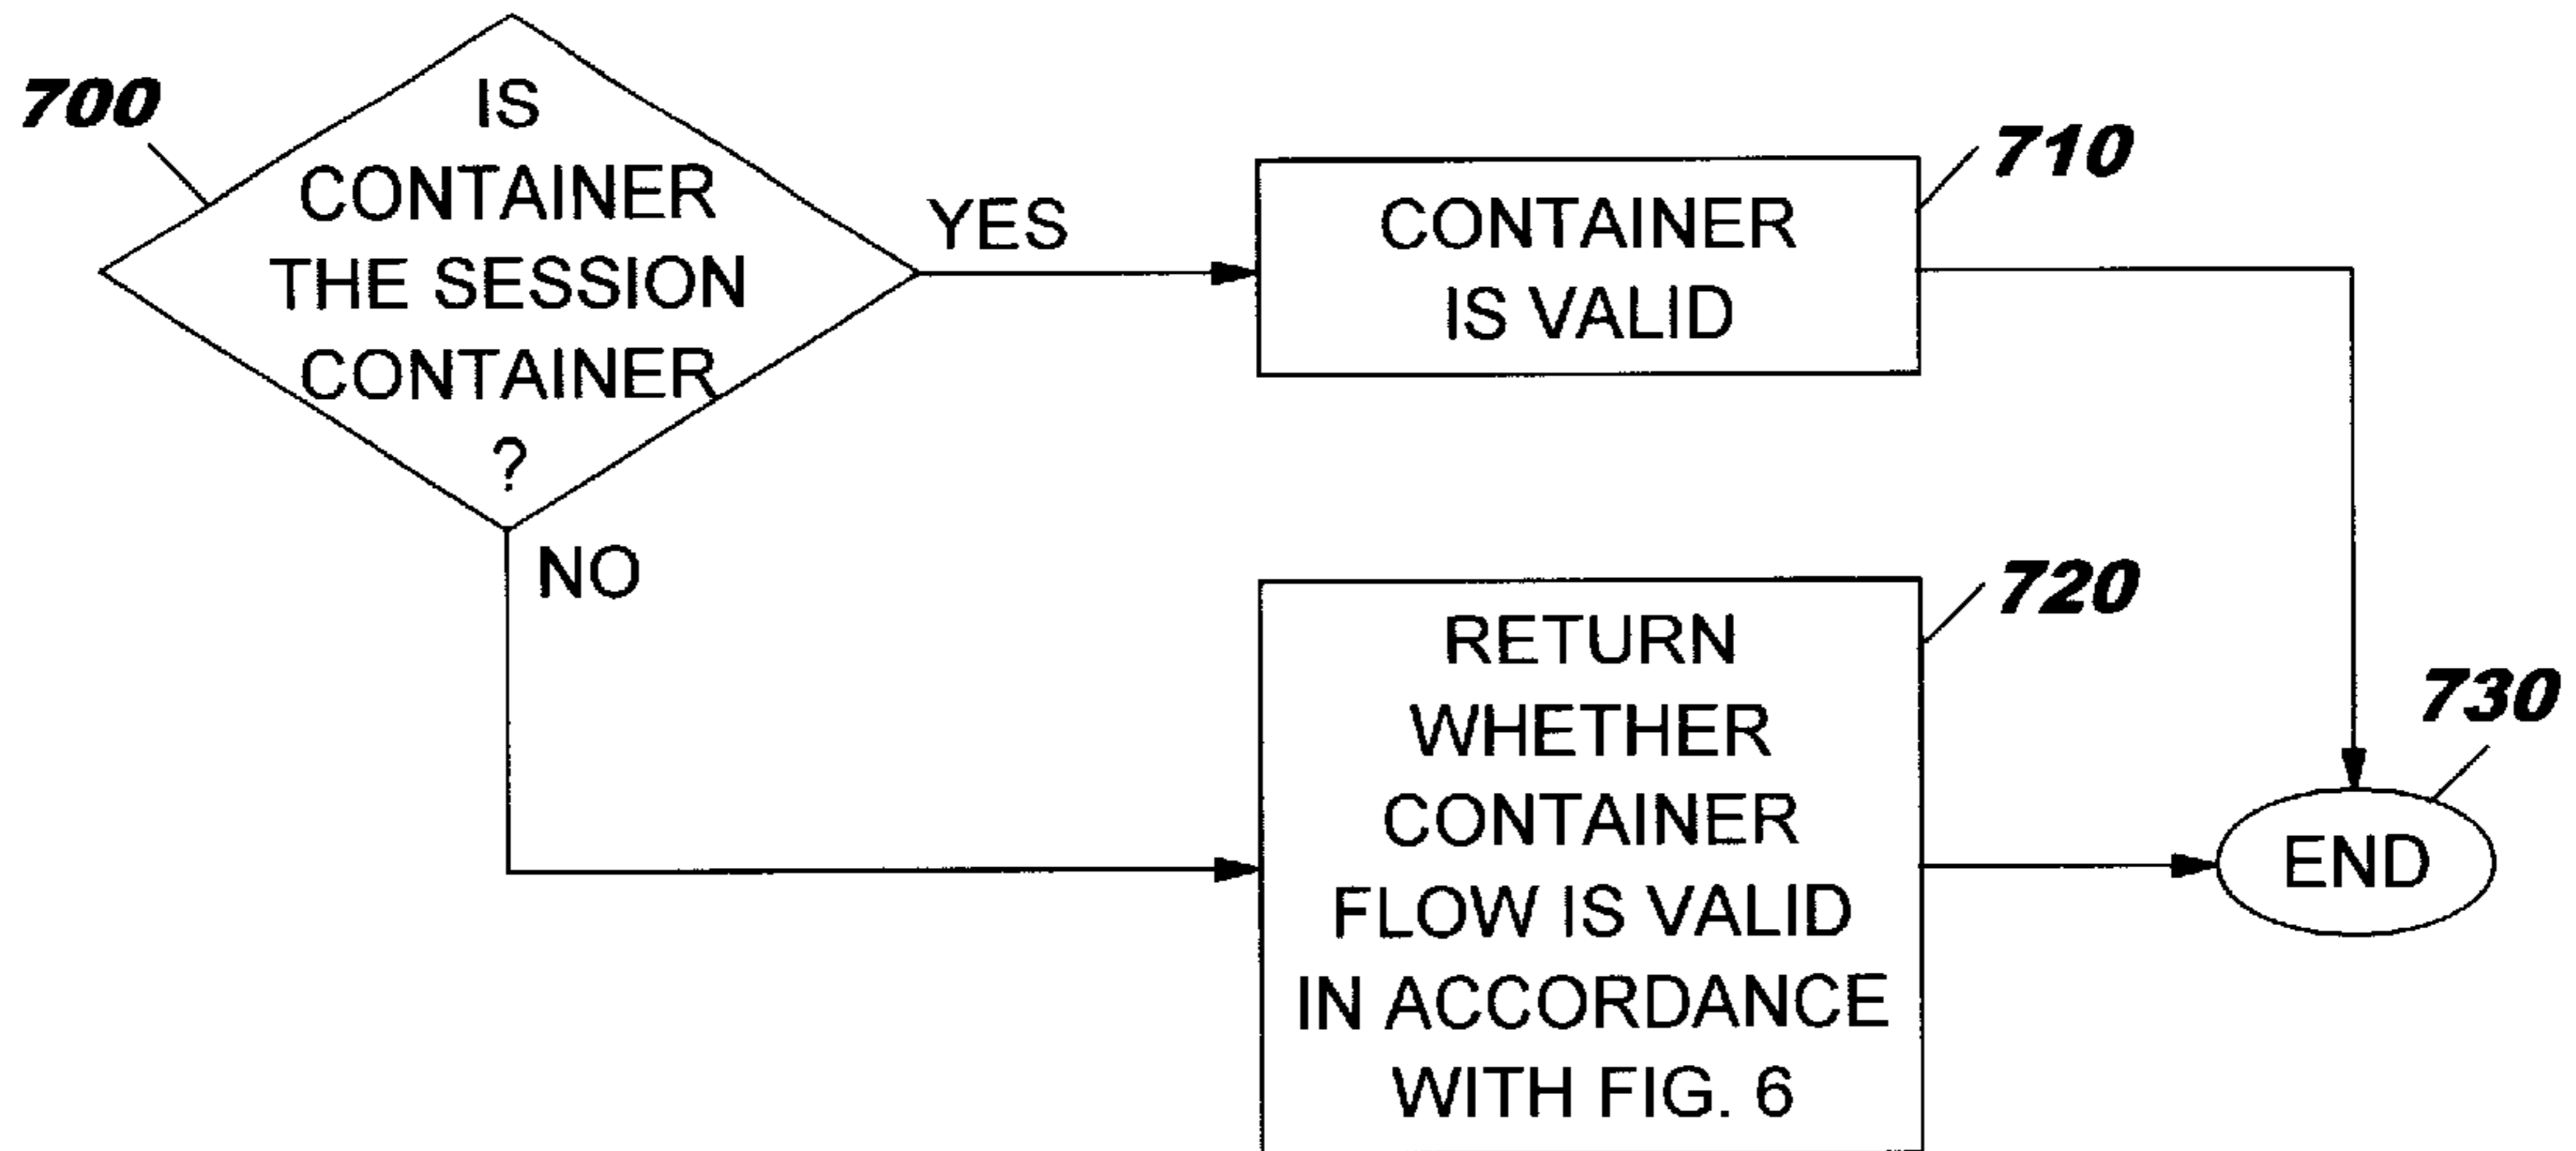 700
IS
CONTAINER
THE SESSION
CONTAINER
?
YES
NO
710
CONTAINER
IS VALID
720
RETURN
WHETHER
CONTAINER
FLOW IS VALID
IN ACCORDANCE
WITH FIG. 6
730
END